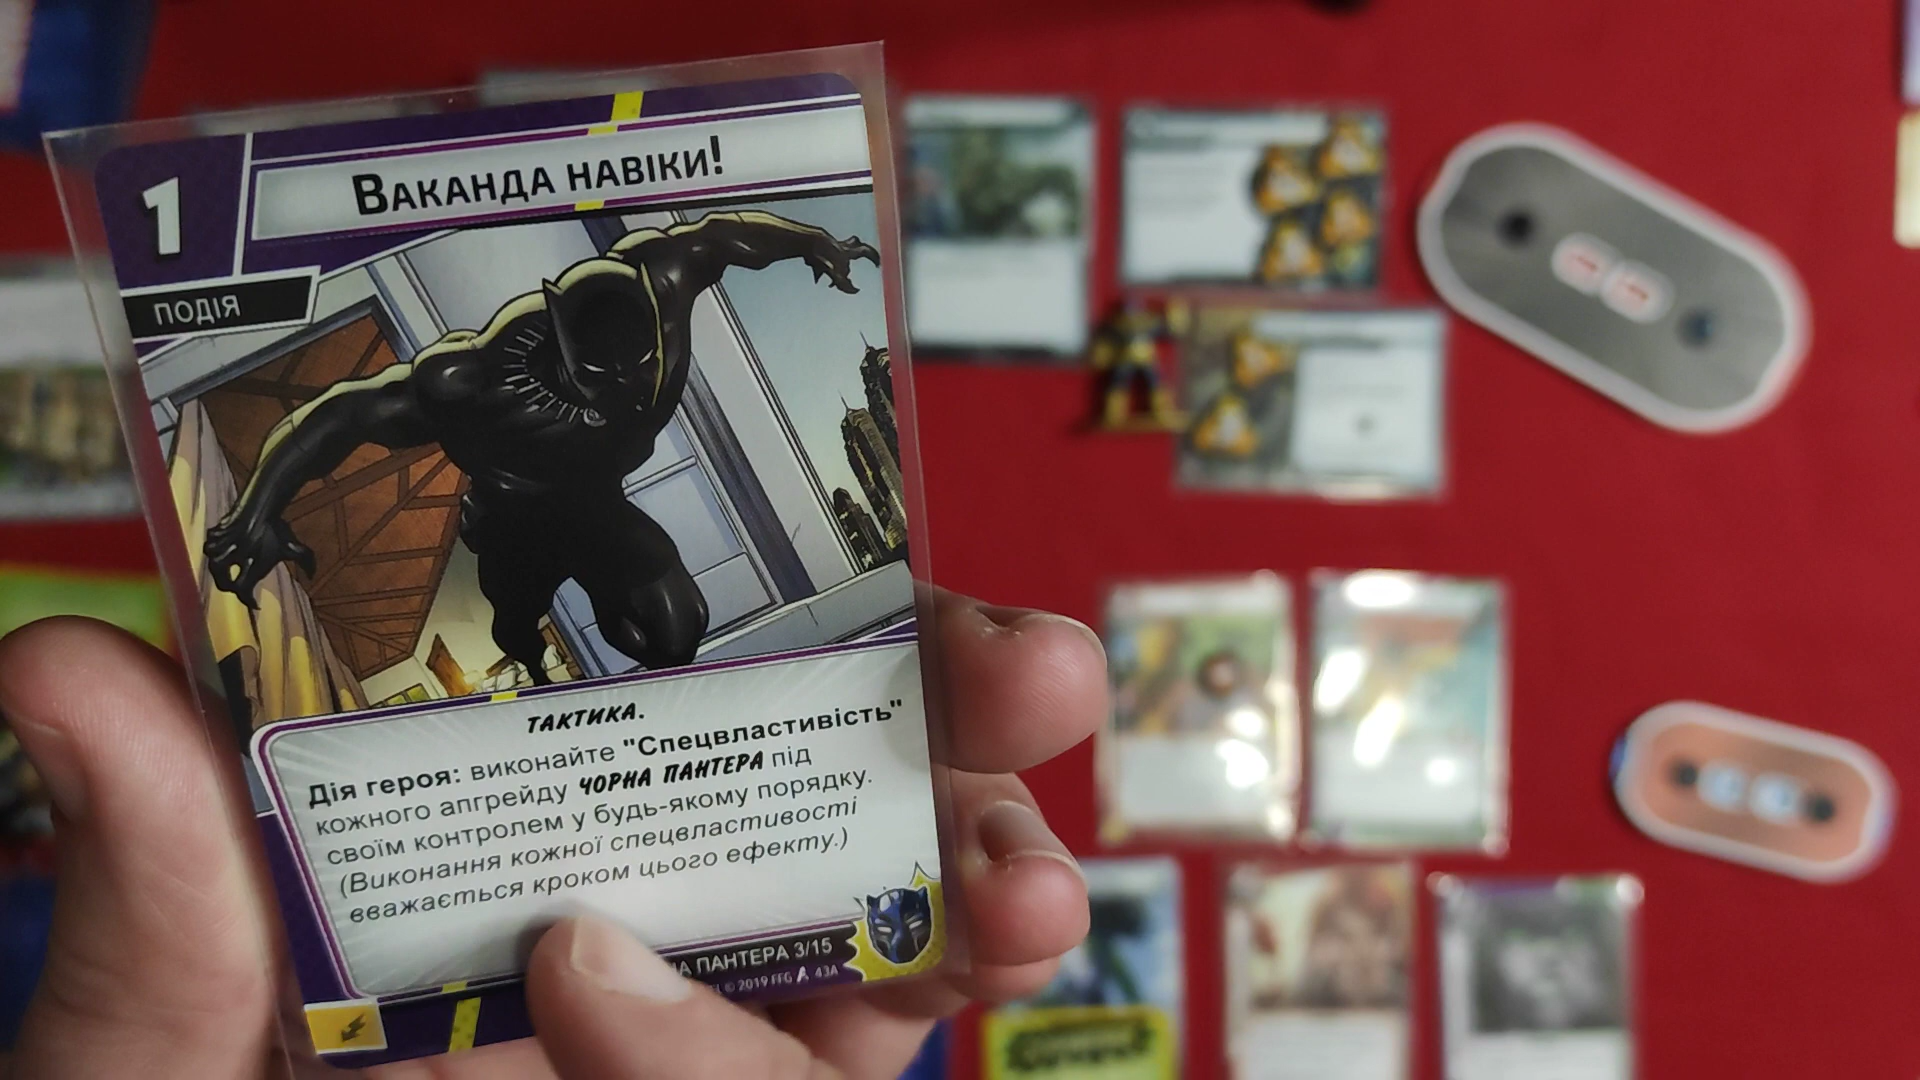 1
ВАКАНДА НАВІКИ!
ПОДІЯ
ТАКТИКА.
Дія героя: виконайте "Спецвластивість"
кожного апгрейду ЧОРНА ПАНТЕРА під
своїм контролем у будь-якому порядку.
(Виконання кожної спецвластивості
вважається кроком цього ефекту.)
ПАНТЕРА 3/15
© 2019 FFG 43A